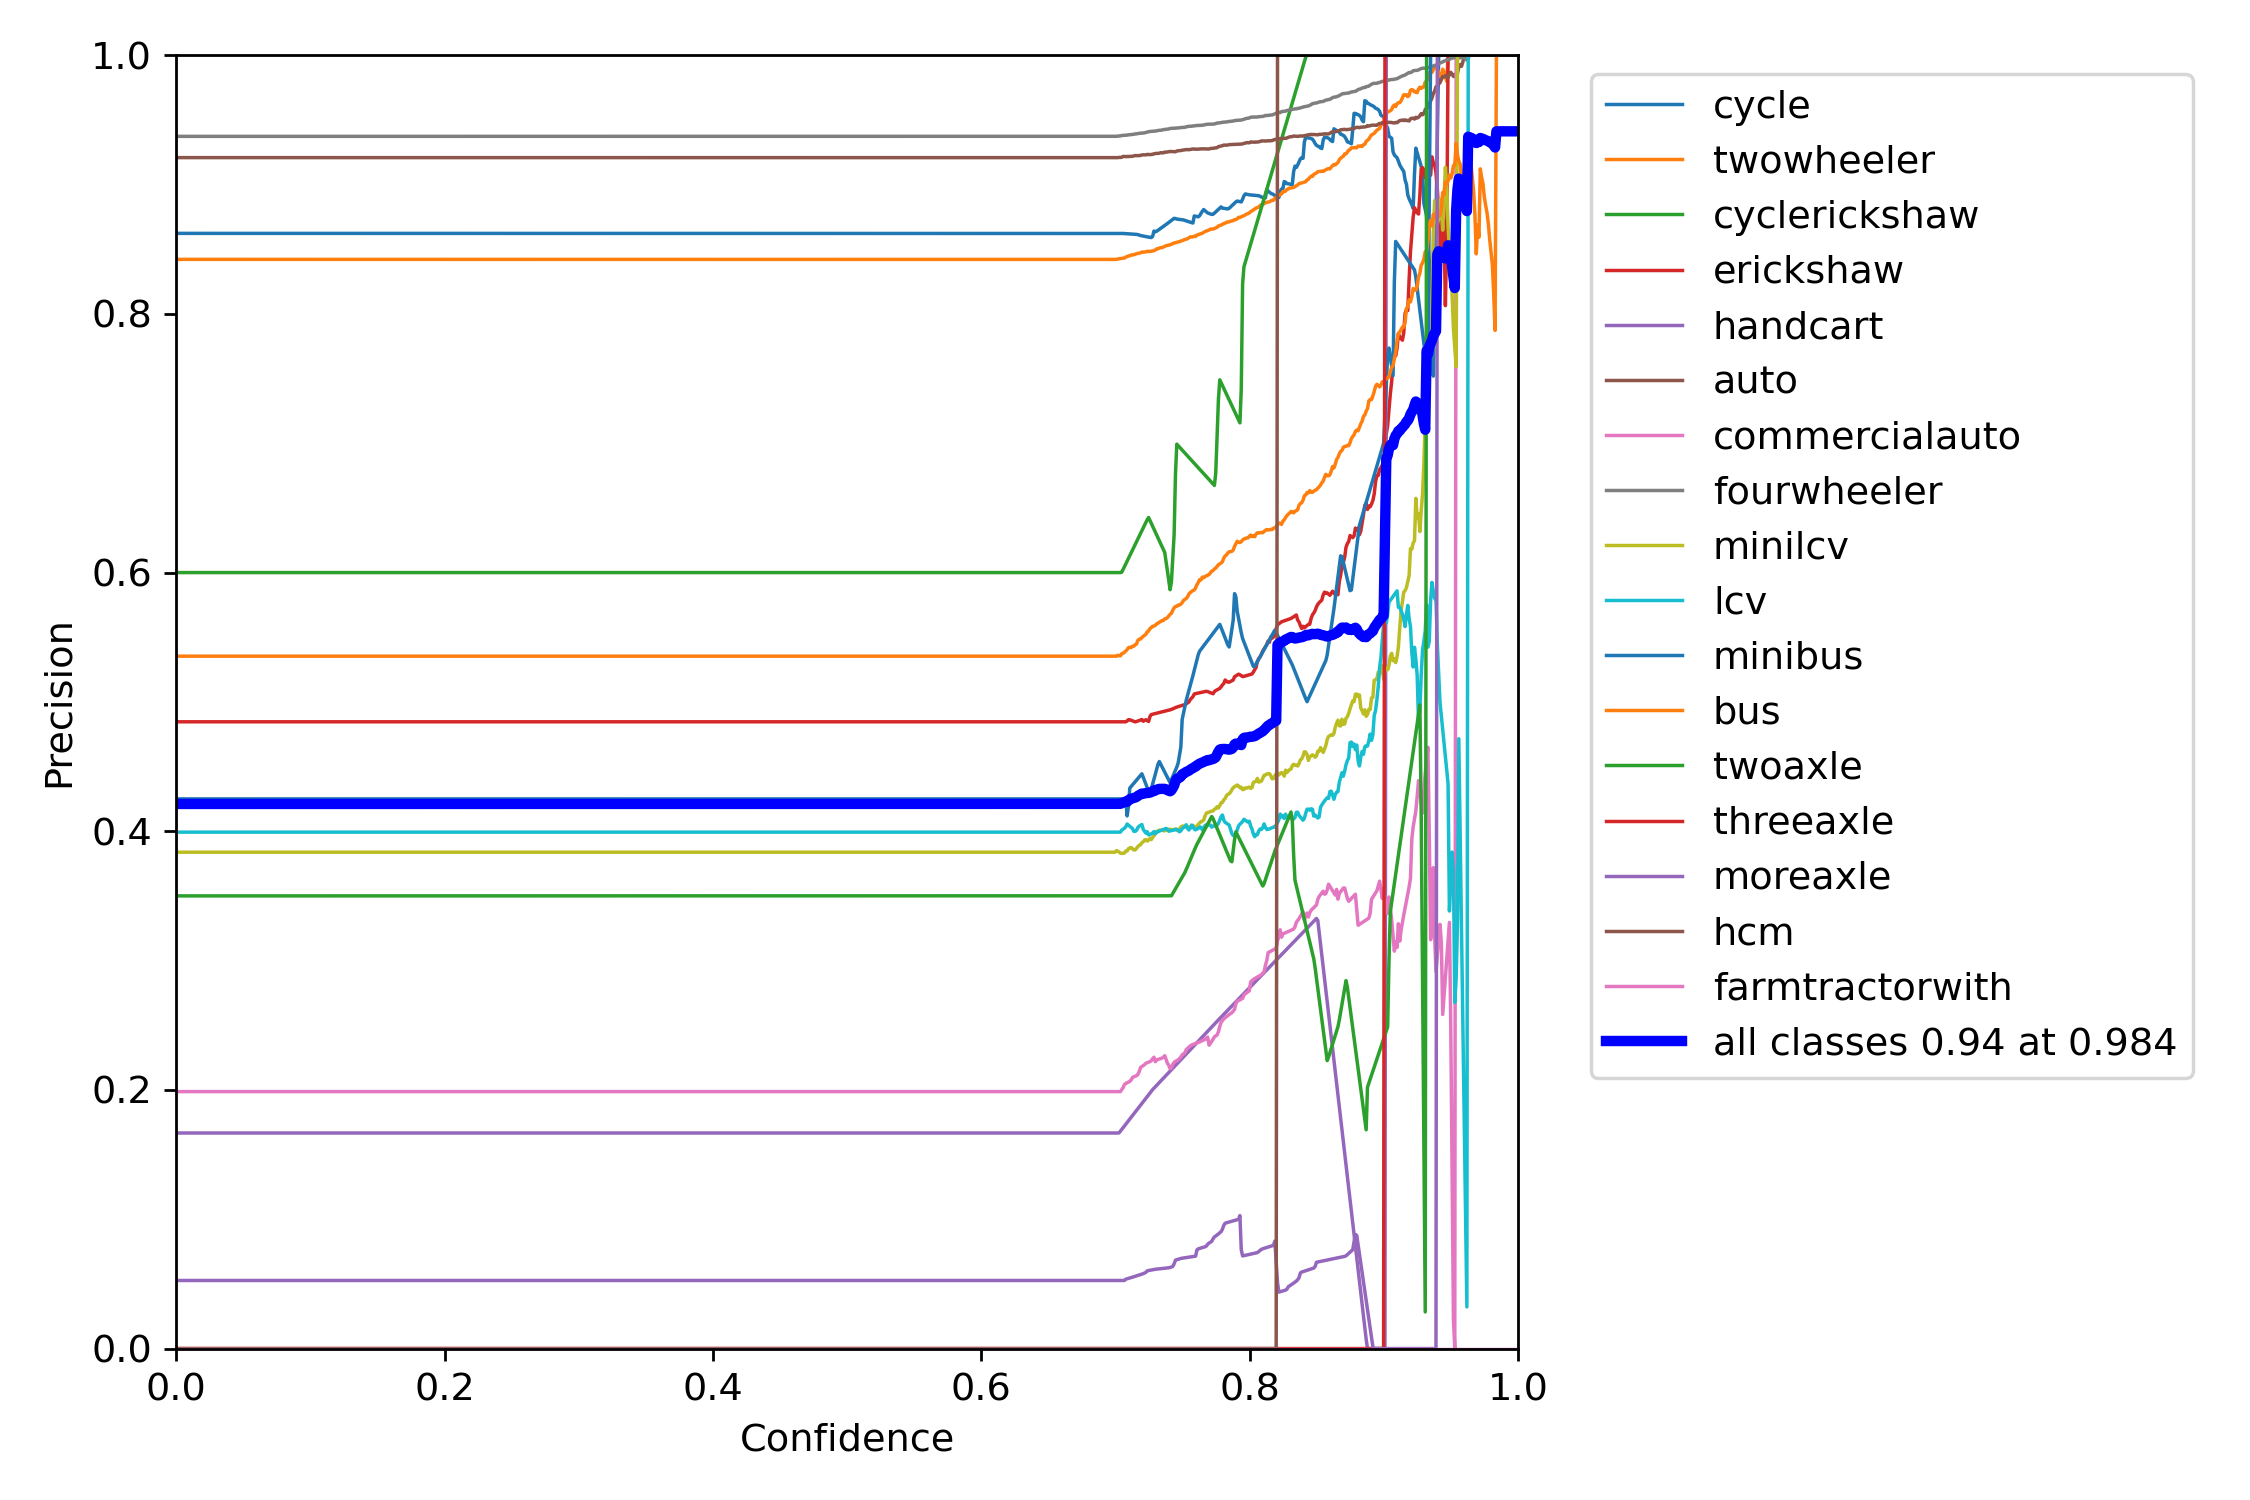 1.0
0.8
0.6
0.4
0.2
0.0
Precision
0.0 0.2 0.4 0.6 0.8 1.0
Confidence
cycle
twowheeler
cyclerickshaw
erickshaw
handcart
auto
commercialauto
fourwheeler
minilcv
lcv
minibus
bus
twoaxle
threeaxle
moreaxle
hcm
farmtractorwith
all classes 0.94 at 0.984